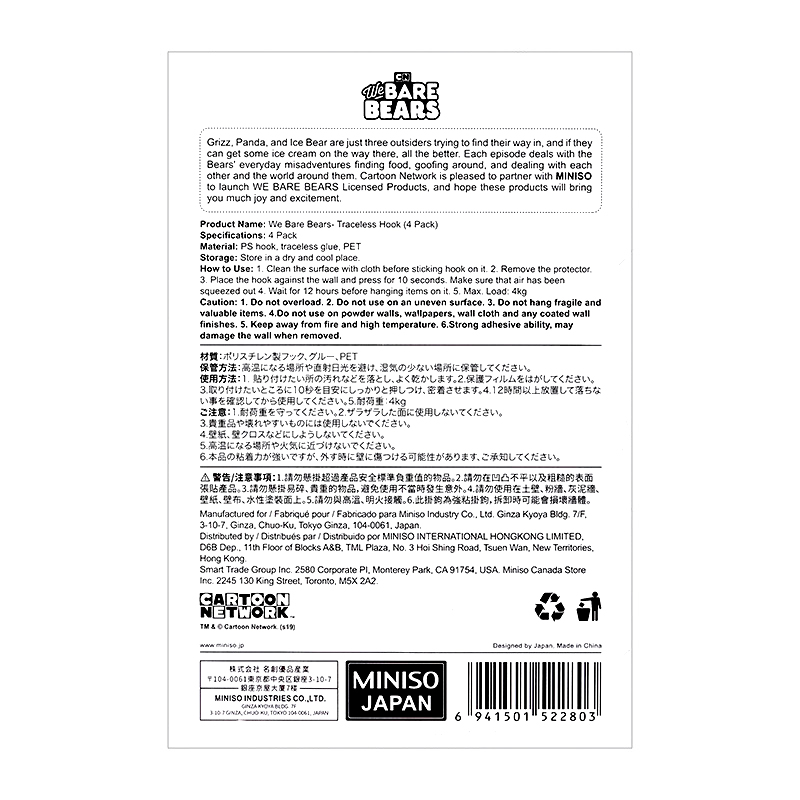 CN
We BARE
BEARS
Grizz, Panda, and Ice Bear are just three outsiders trying to find their way in, and if they
can get some ice cream on the way there, all the better. Each episode deals with the
Bears' everyday misadventures finding food, goofing around, and dealing with each
other and the world around them. Cartoon Network is pleased to partner with MINISO
to launch WE BARE BEARS Licensed Products, and hope these products will bring
you much joy and excitement.
Product Name: We Bare Bears- Traceless Hook (4 Pack)
Specifications: 4 Pack
Material: PS hook, traceless glue, PET
Storage: Store in a dry and cool place.
How to Use: 1. Clean the surface with cloth before sticking hook on it. 2. Remove the protector.
3. Place the hook against the wall and press for 10 seconds. Make sure that air has been
squeezed out 4. Wait for 12 hours before hanging items on it. 5. Max. Load: 4kg
Caution: 1. Do not overload. 2. Do not use on an uneven surface. 3. Do not hang fragile and
valuable items. 4.Do not use on powder walls, wallpapers, wall cloth and any coated wall
finishes. 5. Keep away from fire and high temperature. 6.Strong adhesive ability, may
damage the wall when removed.
材質:ポリスチレン製フック、グルー、PET
保管方法:高温になる場所や直射日光を避け、湿気の少ない場所に保管してください。
使用方法:1. 貼り付けたい所の汚れなどを落とし、よく乾かします。2.保護フィルムをはがしてください。
3.取り付けたいところに10秒を目安にしっかりと押しつけ、密着させます。4.12時間以上放置して落ちな
い事を確認してから使用してください。5.耐荷重:4kg
ご注意:1.耐荷重を守ってください。2.ザラザラした面に使用しないてください。
3.貴重品や壊れやすいものには使用しないでください。
4.壁紙、壁クロスなどにしようしないてください。
5.高温になる場所や火気に近づけないでください。
6.本品の粘着力が強いですが、外す時に壁に傷つける可能性があります、ご承知してください。
⚠ 警告/注意事項:1.請勿懸掛超過產品安全標準負重值的物品。2.請勿在凹凸不平以及粗糙的表面
張貼產品。3.請勿懸掛易碎、貴重的物品,避免使用不當時發生意外。4.請勿使用在土壁、粉牆、灰泥牆、
壁紙、壁布、水性塗裝面上。5.請勿與高溫、明火接觸。6.此掛鉤為強粘掛鉤,拆卸時可能會損壞牆體。
Manufactured for / Fabriqué pour / Fabricado para Miniso Industry Co., Ltd. Ginza Kyoya Bldg. 7/F,
3-10-7, Ginza, Chuo-Ku, Tokyo Ginza, 104-0061, Japan.
Distributed by / Distribués par / Distribuido por MINISO INTERNATIONAL HONGKONG LIMITED,
D6B Dep., 11th Floor of Blocks A&B, TML Plaza, No. 3 Hoi Shing Road, Tsuen Wan, New Territories,
Hong Kong.
Smart Trade Group Inc. 2580 Corporate Pl, Monterey Park, CA 91754, USA. Miniso Canada Store
Inc. 2245 130 King Street, Toronto, M5X 2A2.
CARTOON
NETWORK™
TM & © Cartoon Network. (s19)
www.miniso.jp
Designed by Japan. Made in China
株式会社 名創優品産業
〒104-0061東京都中央区銀座3-10-7
銀座京屋大厦7楼
MINISO INDUSTRIES CO.,LTD.
GINZA KYOYA BLDG. 7F
3-10-7 GINZA, CHUO-KU, TOKYO 104-0061, JAPAN
MINISO
JAPAN
6 941501 522803